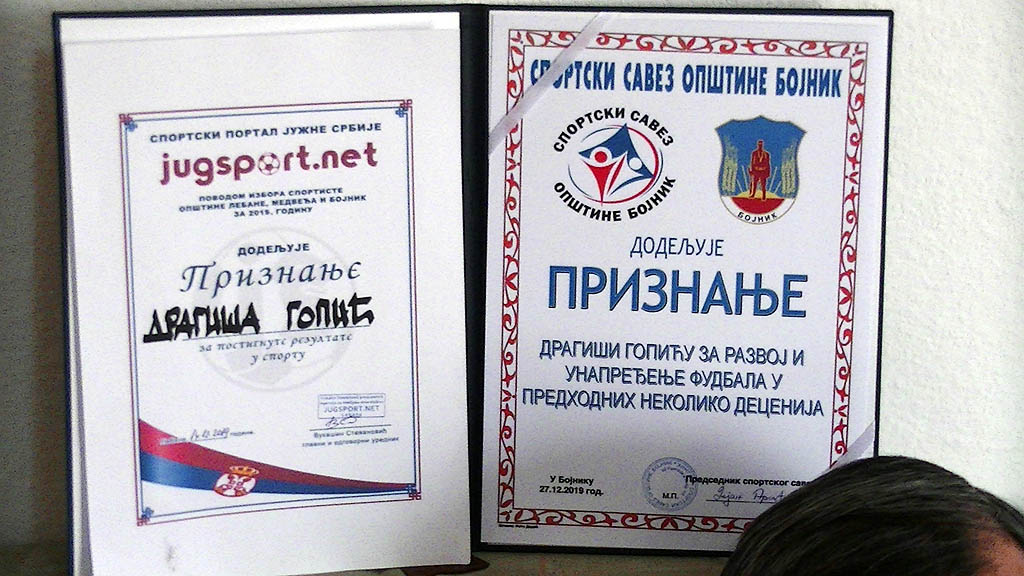 СПОРТСКИ ПОРТАЛ ЈУЖНЕ СРБИЈЕ
jugsport.net
ПОВОДОМ ИЗБОРА СПОРТИСТЕ
ОПШТИНЕ ЛЕБАНЕ, МЕДВЕЂА И БОЈНИК
ЗА 2019. ГОДИНУ
ДОДЕЉУЈЕ
Признање
ДРАГИША ГОПИЋ
за постигнуте резултате
у спорту
JUGSPORT.NET
2019 године.
Вукашин Стевановић
главни и одговорни уредник
СПОРТСКИ САВЕЗ ОПШТИНЕ БОЈНИК
СПОРТСКИ САВЕЗ
ОПШТИНЕ БОЈНИК
БОЈНИК
ДОДЕЉУЈЕ
ПРИЗНАЊЕ
ДРАГИШИ ГОПИЋУ ЗА РАЗВОЈ И
УНАПРЕЂЕЊЕ ФУДБАЛА У
ПРЕДХОДНИХ НЕКОЛИКО ДЕЦЕНИЈА
У Бојнику
27.12.2019 год.
М.П.
Председник спортског